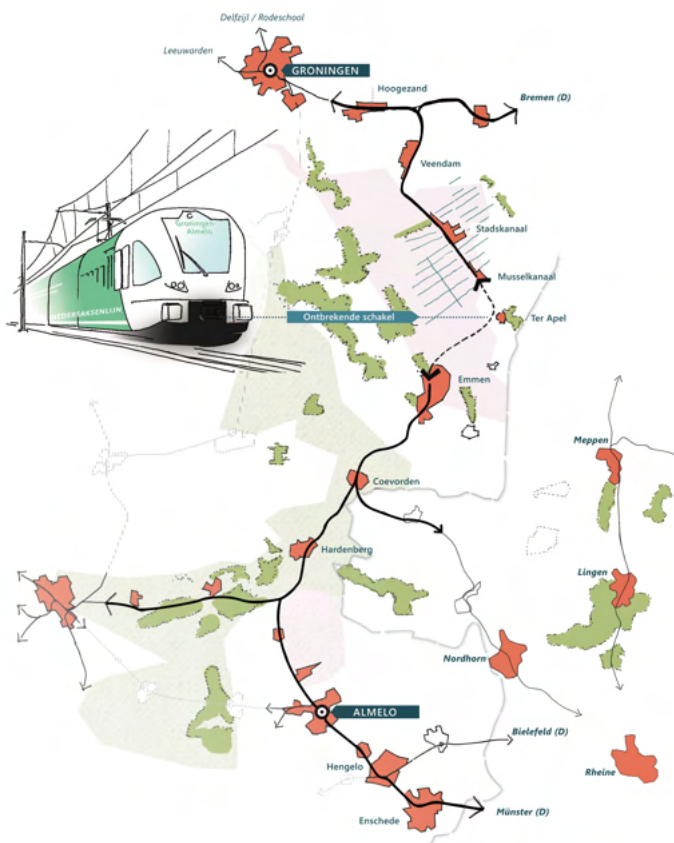 Delfzijl / Rodeschool
Leeuwarden
GRONINGEN
Hoogezand
Bremen (D)
Veendam
Stadskanaal
Groningen-
Almelo
Musselkanaal
NEDERSAKSENLIJN
Ontbrekende schakel
Ter Apel
Emmen
Meppen
Coevorden
Hardenberg
Lingen
Nordhorn
ALMELO
Bielefeld (D)
Hengelo
Rheine
Enschede
Münster (D)